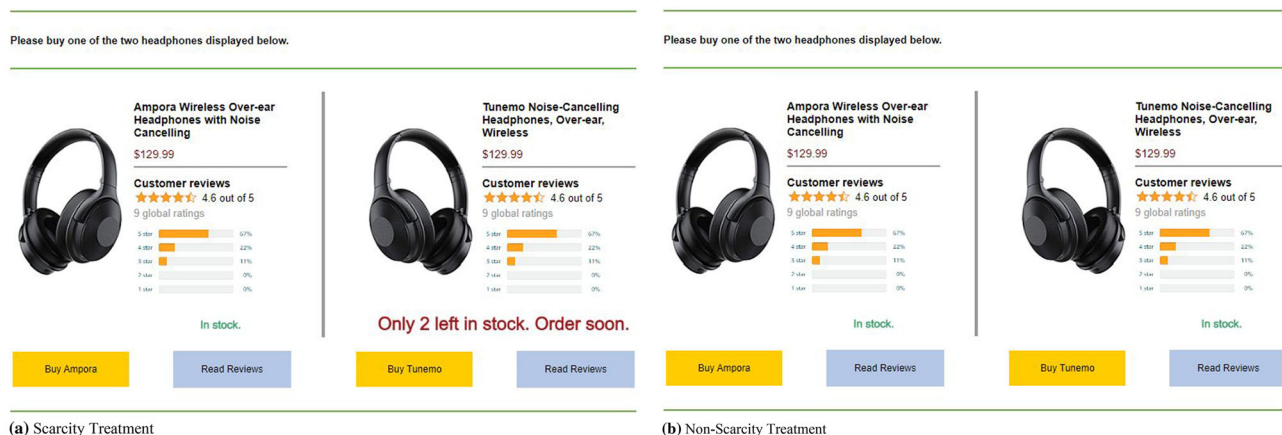 Please buy one of the two headphones displayed below.
Ampora Wireless Over-ear
Headphones with Noise
Cancelling
$129.99
Customer reviews
4.6 out of 5
9 global ratings
5 star 67%
4 star 22%
3 star 11%
2 star 0%
1 star 0%
In stock.
Buy Ampora
Read Reviews
Tunemo Noise-Cancelling
Headphones, Over-ear,
Wireless
$129.99
Customer reviews
4.6 out of 5
9 global ratings
5 star 67%
4 star 22%
3 star 11%
2 star 0%
1 star 0%
Only 2 left in stock. Order soon.
Buy Tunemo
Read Reviews
(a) Scarcity Treatment
Please buy one of the two headphones displayed below.
Ampora Wireless Over-ear
Headphones with Noise
Cancelling
$129.99
Customer reviews
4.6 out of 5
9 global ratings
5 star 67%
4 star 22%
3 star 11%
2 star 0%
1 star 0%
In stock.
Buy Ampora
Read Reviews
Tunemo Noise-Cancelling
Headphones, Over-ear,
Wireless
$129.99
Customer reviews
4.6 out of 5
9 global ratings
5 star 67%
4 star 22%
3 star 11%
2 star 0%
1 star 0%
In stock.
Buy Tunemo
Read Reviews
(b) Non-Scarcity Treatment